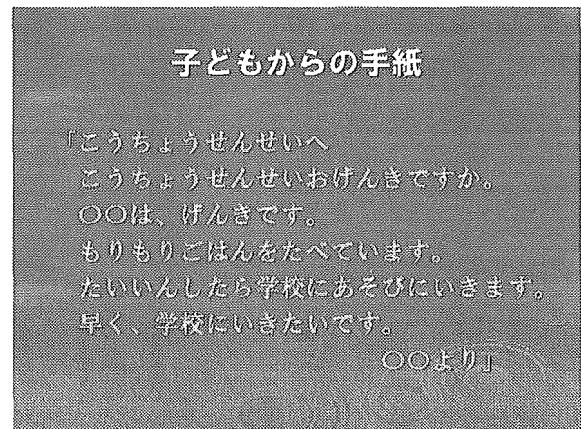 子どもからの手紙
『こうちょうせんせいへ
こうちょうせんせいおげんきですか。
〇〇は、げんきです。
もりもりごはんをたべています。
たいいんしたら学校にあそびにいきます。
早く、学校にいきたいです。
〇〇より』